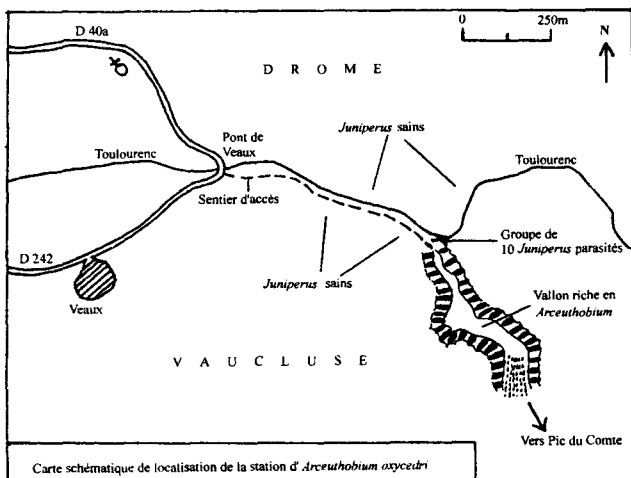 D 40a
0 250m
N
D R O M E
Juniperus sains
Pont de
Veaux
Toulourenc
Toulourenc
Sentier d'accès
Groupe de
10 Juniperus parasités
D 242
Juniperus sains
Veaux
Vallon riche en
Arceuthobium
V A U C L U S E
Vers Pic du Comte
Carte schématique de localisation de la station d' Arceuthobium oxycedri